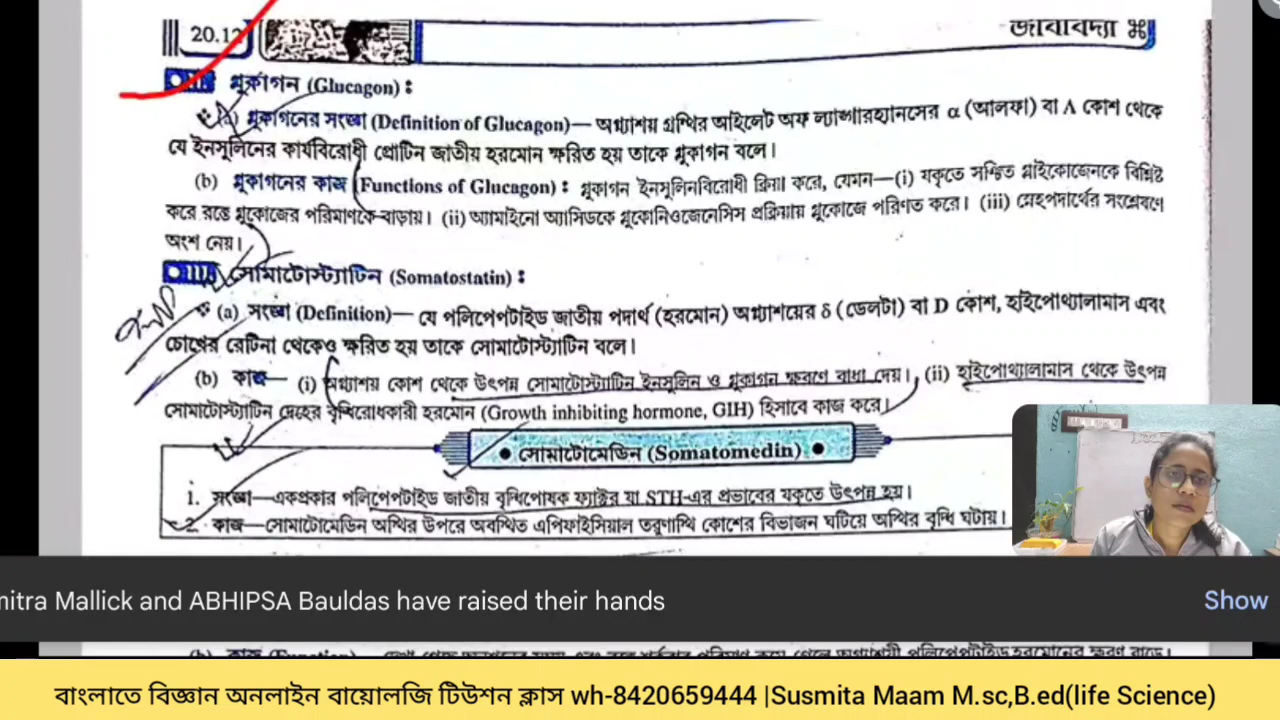 20.12
জীববিদ্যা ⌘
গ্লুকাগন (Glucagon) :
❖ (a) গ্লুকাগনের সংজ্ঞা (Definition of Glucagon)— অগ্ন্যাশয় গ্রন্থির আইলেট অফ ল্যাঙ্গারহ্যানসের α (আলফা) বা A কোশ থেকে
যে ইনসুলিনের কার্যবিরোধী প্রোটিন জাতীয় হরমোন ক্ষরিত হয় তাকে গ্লুকাগন বলে।
(b) গ্লুকাগনের কাজ (Functions of Glucagon) : গ্লুকাগন ইনসুলিনবিরোধী ক্রিয়া করে, যেমন—(i) যকৃতে সঞ্চিত গ্লাইকোজেনকে বিশ্লিষ্ট
করে রক্তে গ্লুকোজের পরিমাণকে বাড়ায়। (ii) অ্যামাইনো অ্যাসিডকে গ্লুকোনিওজেনেসিস প্রক্রিয়ায় গ্লুকোজে পরিণত করে। (iii) স্নেহপদার্থের সংশ্লেষণে
অংশ নেয়।
সোমাটোস্ট্যাটিন (Somatostatin) :
❖ (a) সংজ্ঞা (Definition)— যে পলিপেপটাইড জাতীয় পদার্থ (হরমোন) অগ্ন্যাশয়ের δ (ডেলটা) বা D কোশ, হাইপোথ্যালামাস এবং
চোখের রেটিনা থেকেও ক্ষরিত হয় তাকে সোমাটোস্ট্যাটিন বলে।
(b) কাজ— (i) অগ্ন্যাশয় কোশ থেকে উৎপন্ন সোমাটোস্ট্যাটিন ইনসুলিন ও গ্লুকাগন ক্ষরণে বাধা দেয়। (ii) হাইপোথ্যালামাস থেকে উৎপন্ন
সোমাটোস্ট্যাটিন দেহের বৃদ্ধিরোধকারী হরমোন (Growth inhibiting hormone, GIH) হিসাবে কাজ করে।
• সোমাটোমেডিন (Somatomedin) •
1. সংজ্ঞা—একপ্রকার পলিপেপটাইড জাতীয় বৃদ্ধিপোষক ফ্যাক্টর যা STH-এর প্রভাবের যকৃতে উৎপন্ন হয়।
2. কাজ—সোমাটোমেডিন অস্থির উপরে অবস্থিত এপিফাইসিয়াল তরুণাস্থি কোশের বিভাজন ঘটিয়ে অস্থির বৃদ্ধি ঘটায়।
mitra Mallick and ABHIPSA Bauldas have raised their hands
Show
বাংলাতে বিজ্ঞান অনলাইন বায়োলজি টিউশন ক্লাস wh-8420659444 |Susmita Maam M.sc,B.ed(life Science)